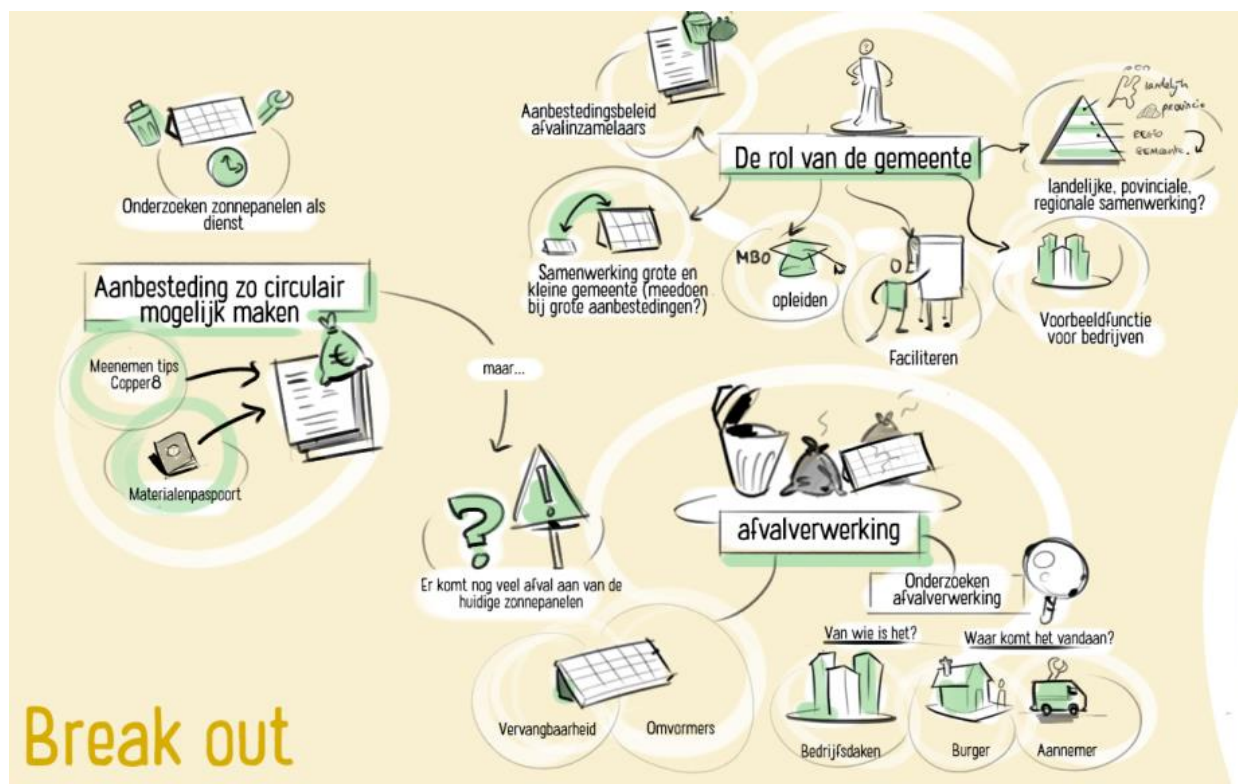 Onderzoeken zonnepanelen als
dienst
Aanbesteding zo circulair
mogelijk maken
Meenemen tips
Copper8
Materialenpaspoort
€
maar...
?
!
Er komt nog veel afval aan van de
huidige zonnepanelen
Aanbestedingsbeleid
afvalinzamelaars
De rol van de gemeente
landelijk
provincie
REGIO
GEMEENTE.
landelijke, povinciale,
regionale samenwerking?
Samenwerking grote en
kleine gemeente (meedoen
bij grote aanbestedingen?)
MBO
opleiden
Faciliteren
Voorbeeldfunctie
voor bedrijven
afvalverwerking
Onderzoeken
afvalverwerking
Van wie is het?
Waar komt het vandaan?
Vervangbaarheid
Omvormers
Bedrijfsdaken
Burger
Aannemer
Break out